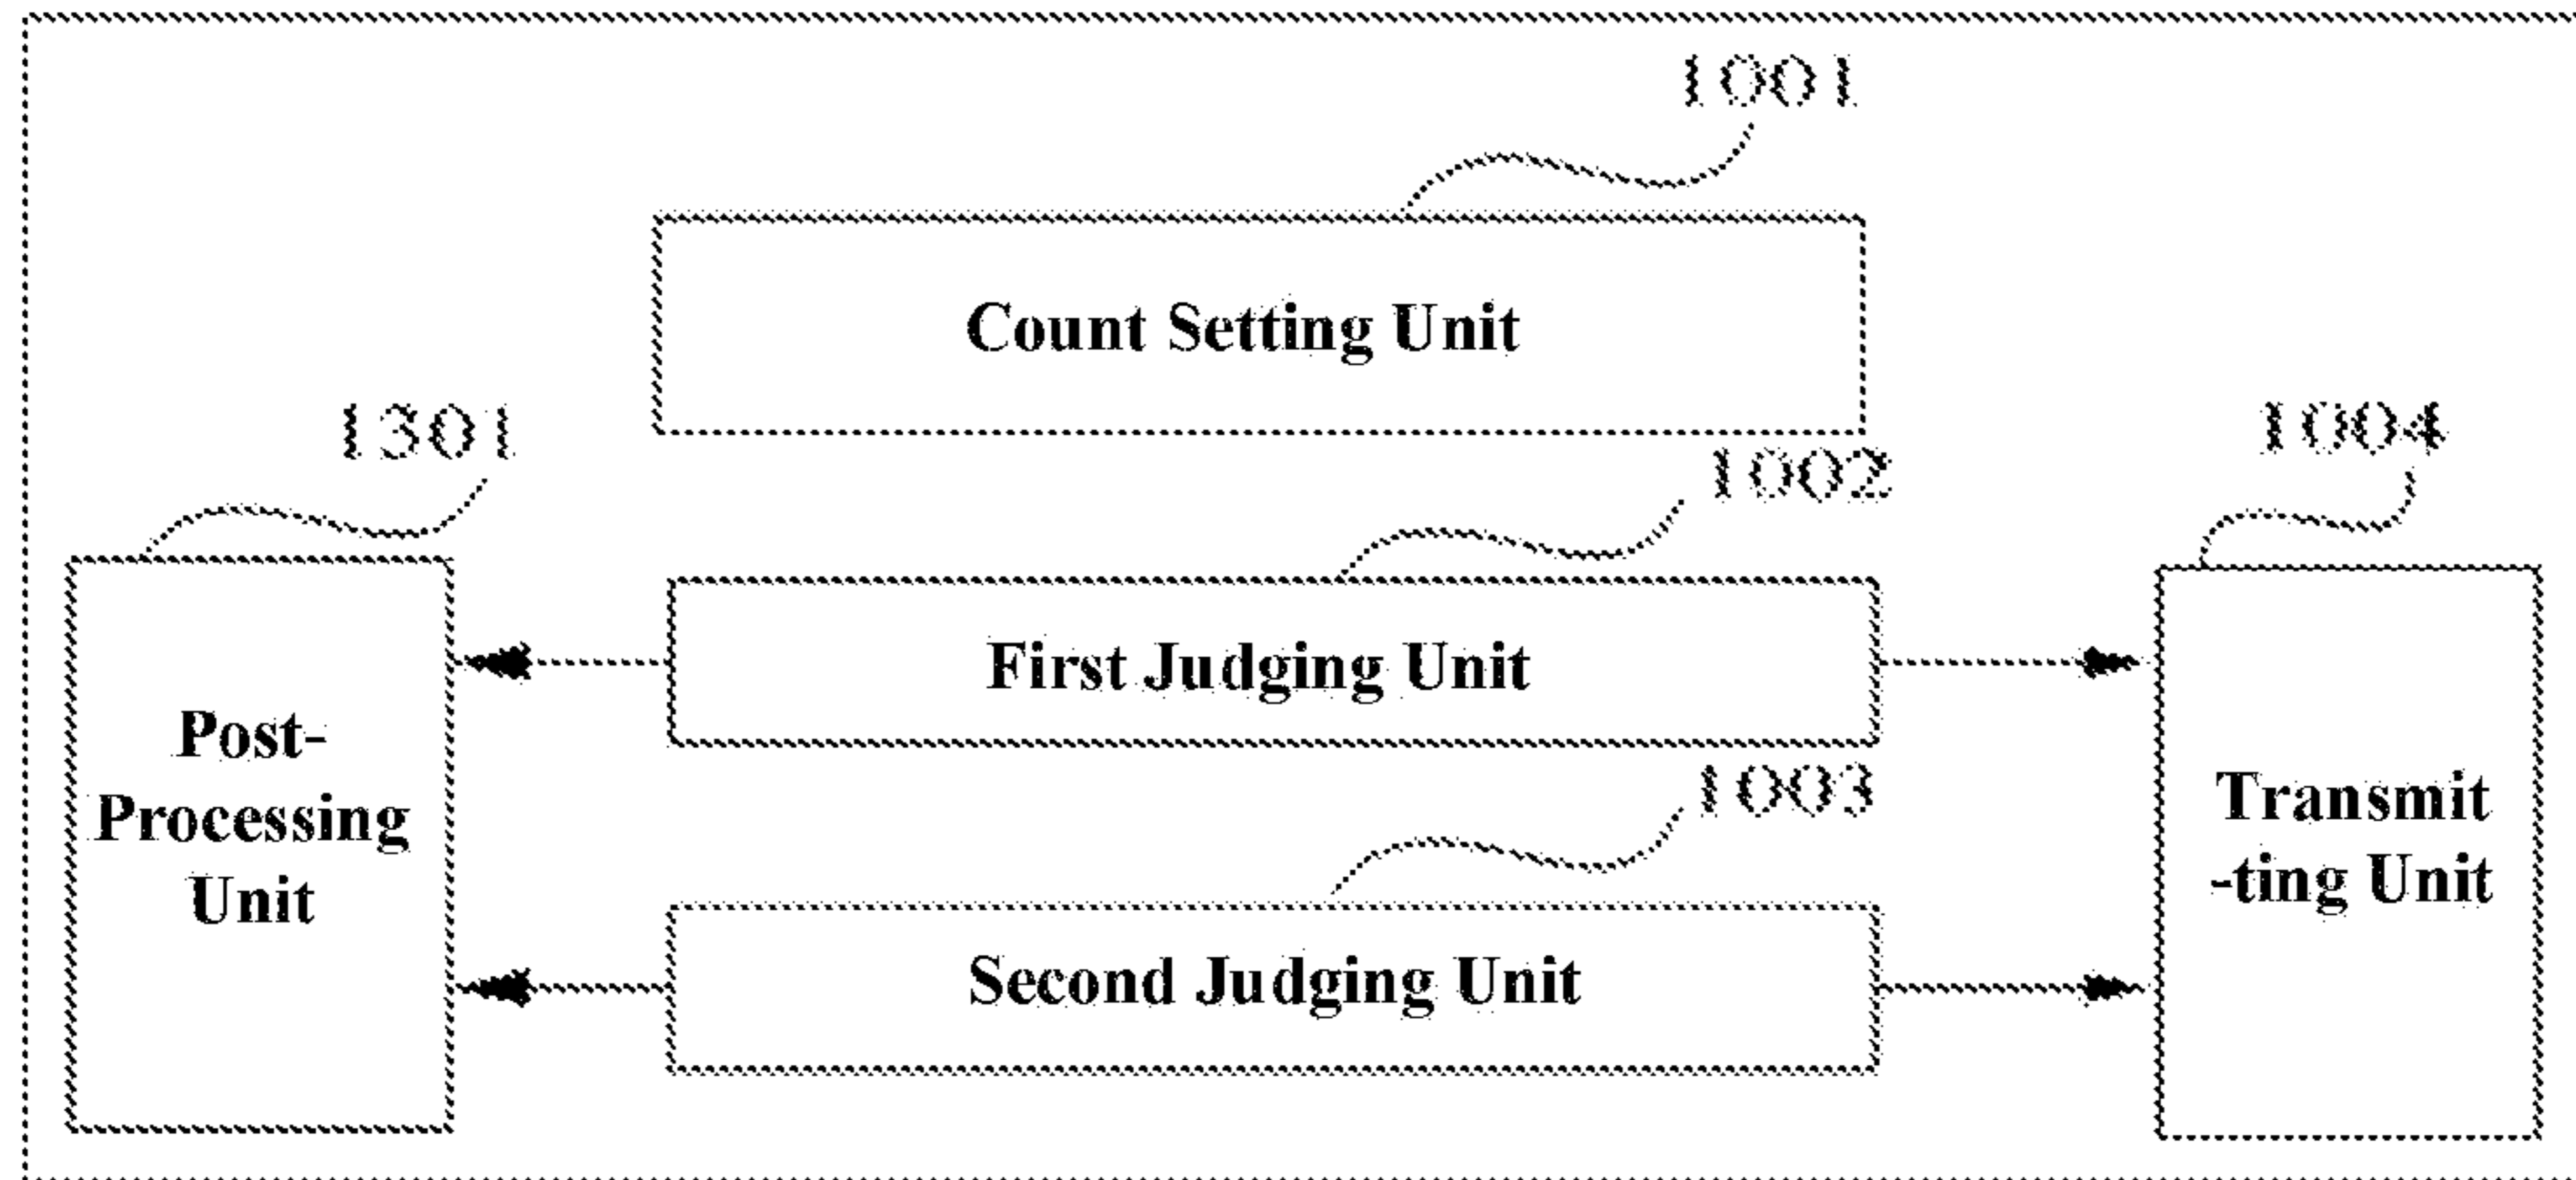 1001
Count Setting Unit
1301
1002
1004
First Judging Unit
Post-
Processing
Unit
1003
Transmit
-ting Unit
Second Judging Unit